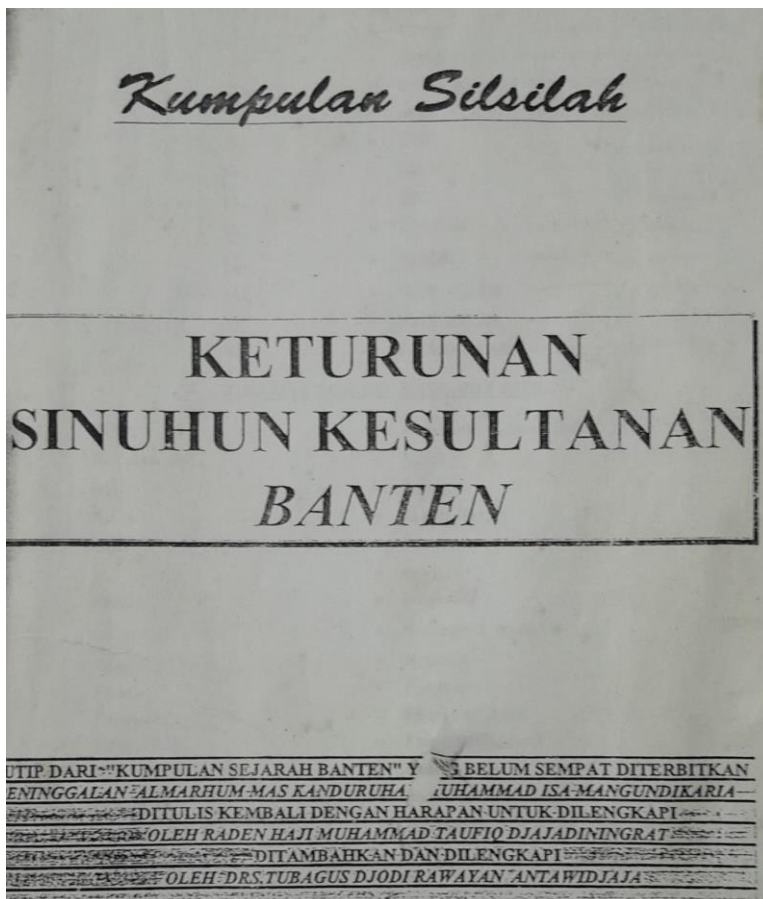 Kumpulan Silsilah
KETURUNAN
SINUHUN KESULTANAN
BANTEN
UTIP DARI "KUMPULAN SEJARAH BANTEN" Y G BELUM SEMPAT DITERBITKAN
ENINGGALAN ALMARHUM MAS KANDURUHA UHAMMAD ISA MANGUNDIKARIA
DITULIS KEMBALI DENGAN HARAPAN UNTUK DILENGKAPI
OLEH RADEN HAJI MUHAMMAD TAUFIQ DJAJADININGRAT
DITAMBAHKAN DAN DILENGKAPI
OLEH DRS.TUBAGUS DJODI RAWAYAN ANTAWIDJAJA